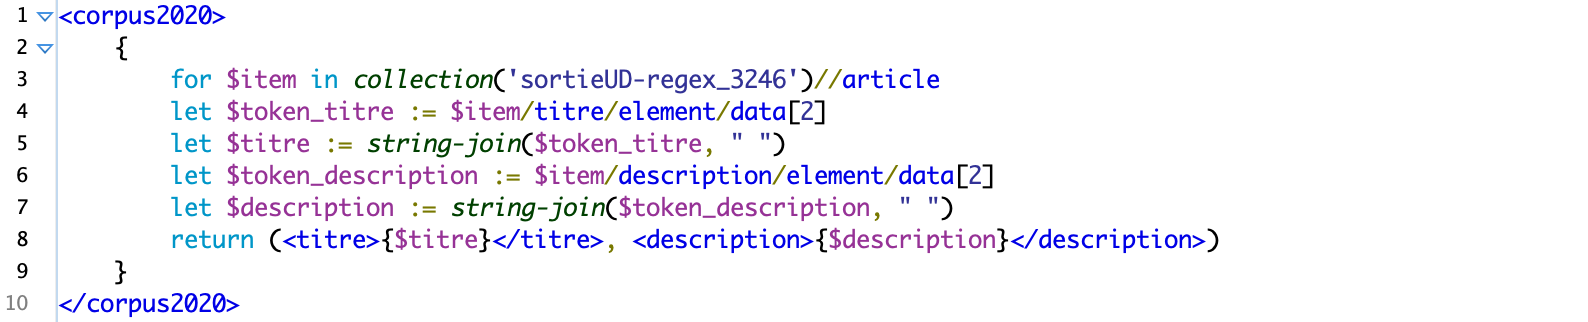 1 <corpus2020>
2 {
3 for $item in collection('sortieUD-regex_3246')//article
4 let $token_titre := $item/titre/element/data[2]
5 let $titre := string-join($token_titre, " ")
6 let $token_description := $item/description/element/data[2]
7 let $description := string-join($token_description, " ")
8 return (<titre>{$titre}</titre>, <description>{$description}</description>)
9 }
10 </corpus2020>